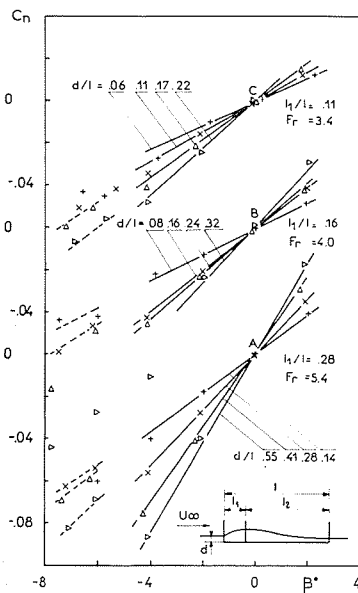 Cn
C
d/l = .06 .11 .17 .22
l1/l = .11
Fr = 3.4
0
-.04
B
d/l = .08 .16 .24 .32
l1/l = .16
Fr = 4.0
0
-.04
A
l1/l = .28
Fr = 5.4
0
-.04
d/l .55 .41 .28 .14
l
l1 l2
U∞
d
-.08
-8 -4 0 β° 4